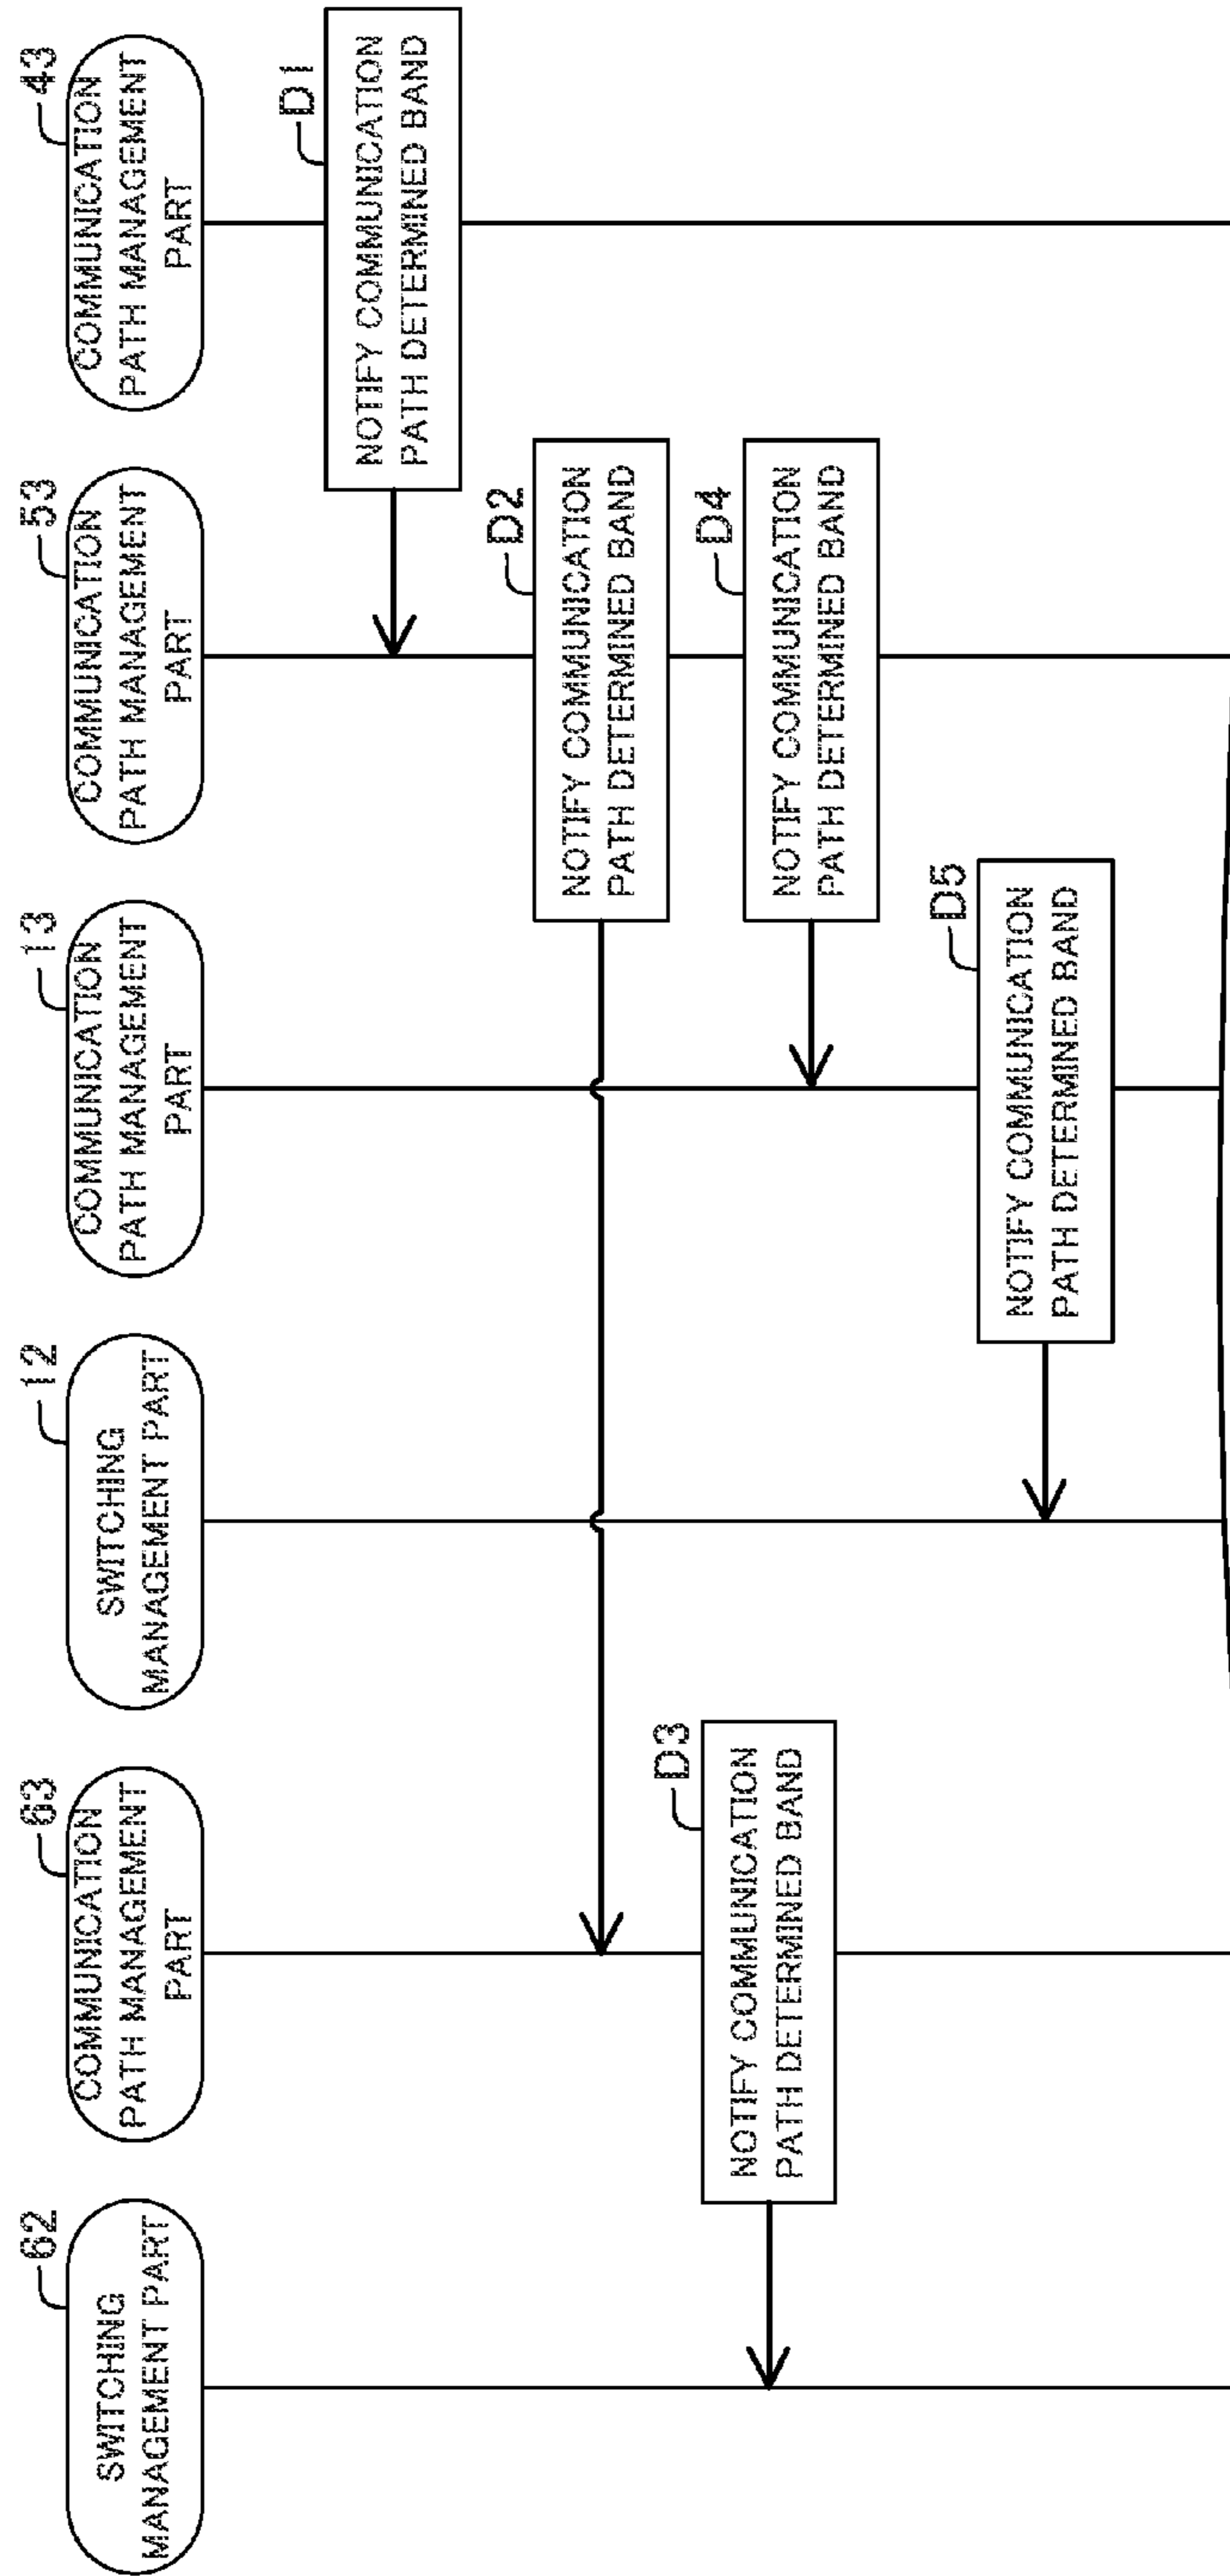 62
SWITCHING
MANAGEMENT PART
63
COMMUNICATION
PATH MANAGEMENT
PART
12
SWITCHING
MANAGEMENT PART
13
COMMUNICATION
PATH MANAGEMENT
PART
53
COMMUNICATION
PATH MANAGEMENT
PART
43
COMMUNICATION
PATH MANAGEMENT
PART
D1
NOTIFY COMMUNICATION
PATH DETERMINED BAND
D2
NOTIFY COMMUNICATION
PATH DETERMINED BAND
D3
NOTIFY COMMUNICATION
PATH DETERMINED BAND
D4
NOTIFY COMMUNICATION
PATH DETERMINED BAND
D5
NOTIFY COMMUNICATION
PATH DETERMINED BAND